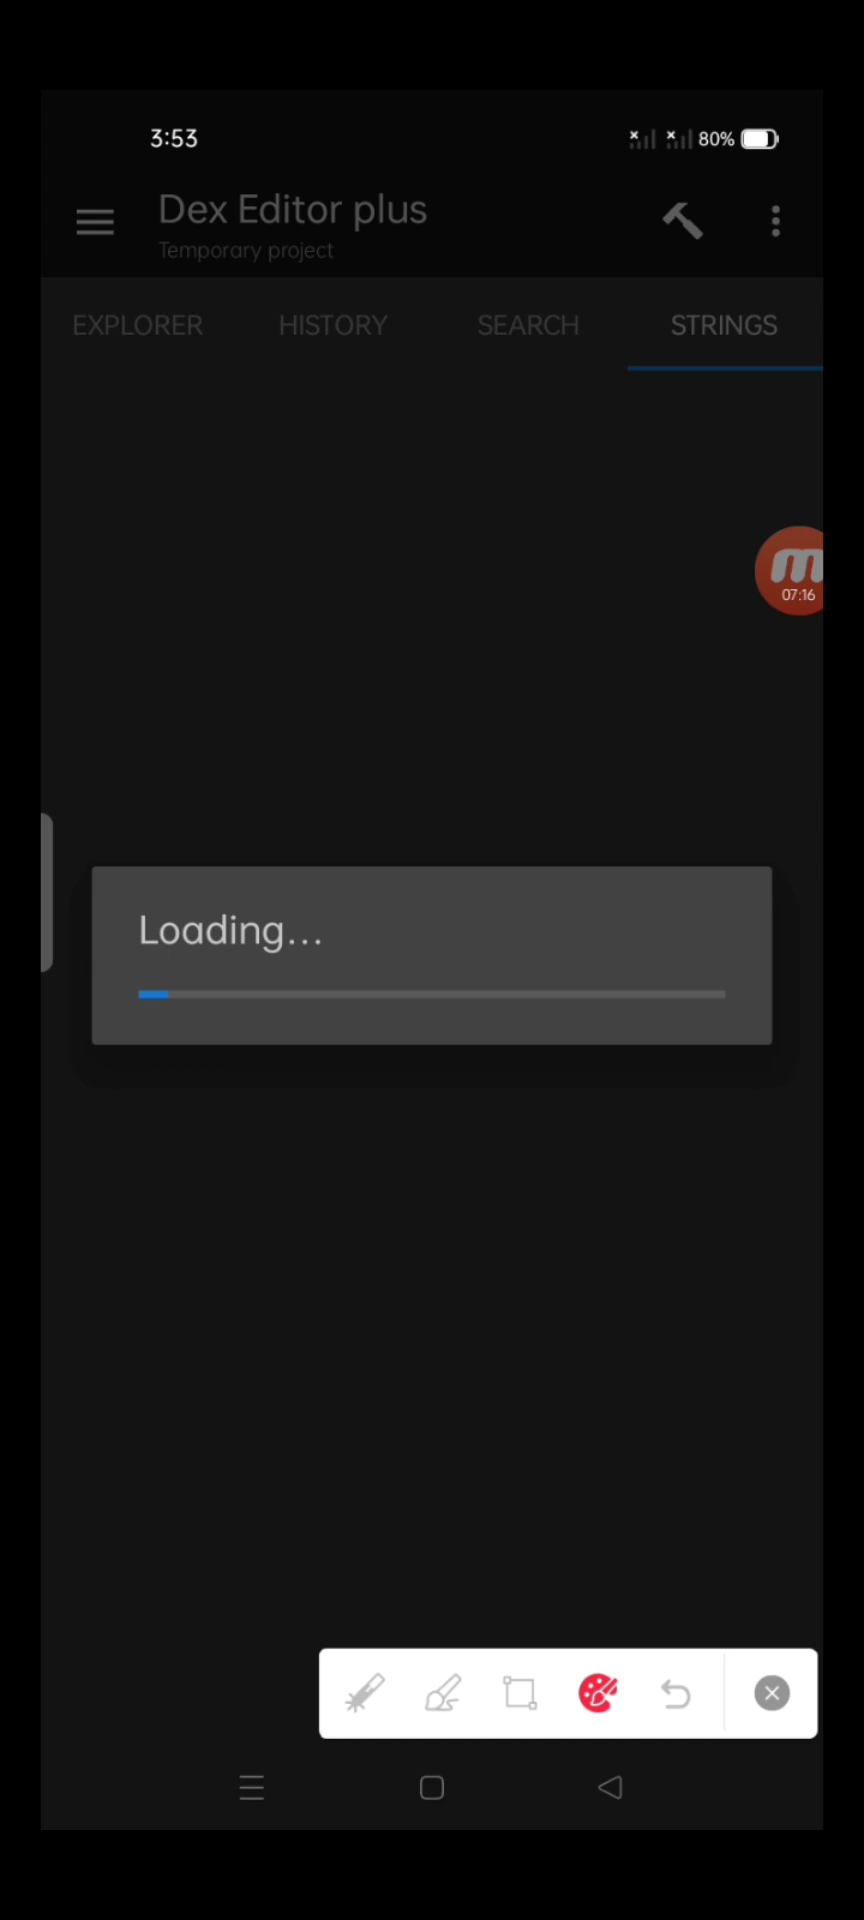 3:53
80%
Dex Editor plus
Temporary project
EXPLORER HISTORY SEARCH STRINGS
m
07:16
Loading...